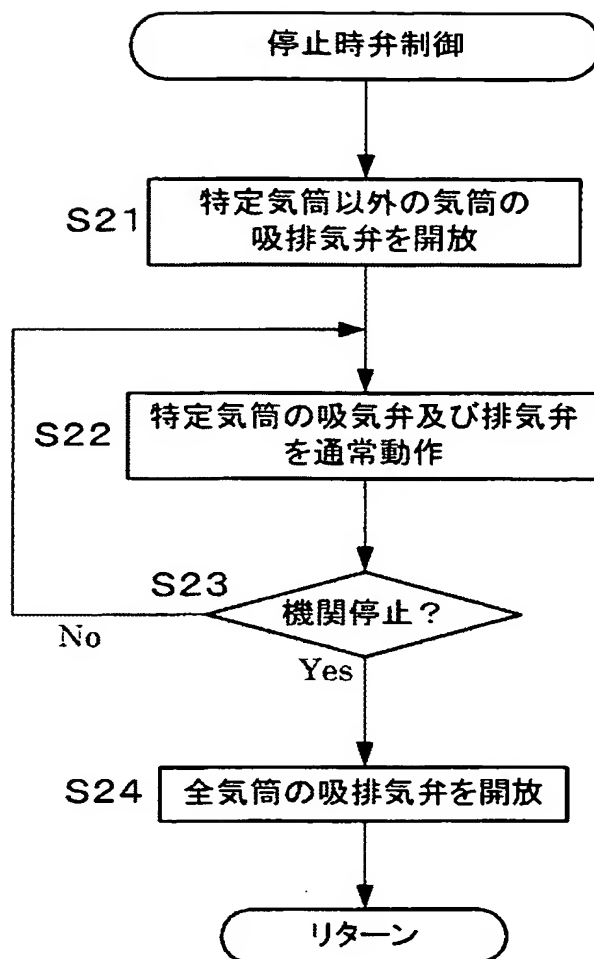 停止時弁制御
S21
特定気筒以外の気筒の
吸排気弁を開放
S22
特定気筒の吸気弁及び排気弁
を通常動作
S23
機関停止?
No
Yes
S24
全気筒の吸排気弁を開放
リターン